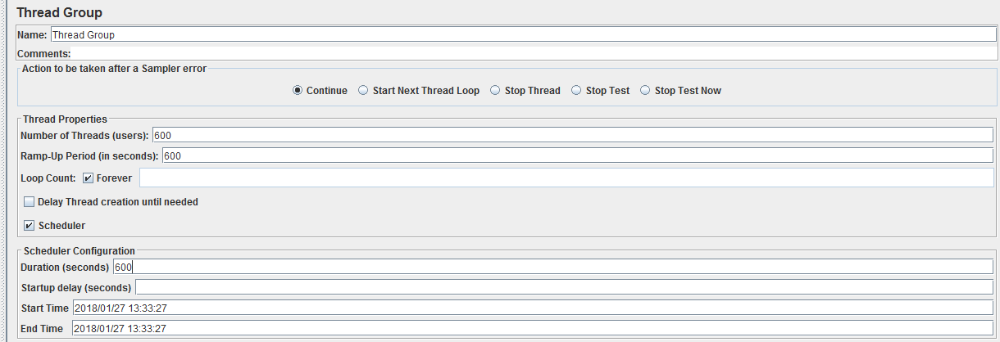 Thread Group
Name: Thread Group
Comments:
Action to be taken after a Sampler error
Continue Start Next Thread Loop Stop Thread Stop Test Stop Test Now
Thread Properties
Number of Threads (users): 600
Ramp-Up Period (in seconds): 600
Loop Count: Forever
Delay Thread creation until needed
Scheduler
Scheduler Configuration
Duration (seconds) 600
Startup delay (seconds)
Start Time 2018/01/27 13:33:27
End Time 2018/01/27 13:33:27